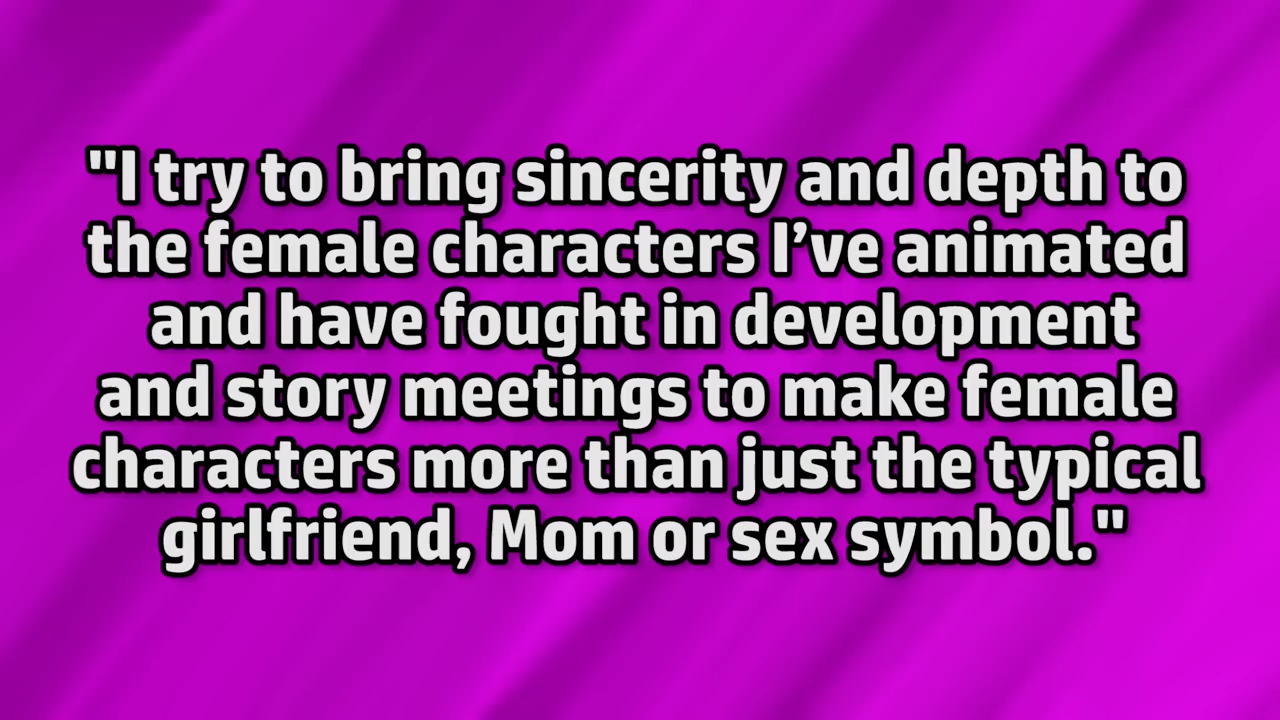 "I try to bring sincerity and depth to
the female characters I’ve animated
and have fought in development
and story meetings to make female
characters more than just the typical
girlfriend, Mom or sex symbol."